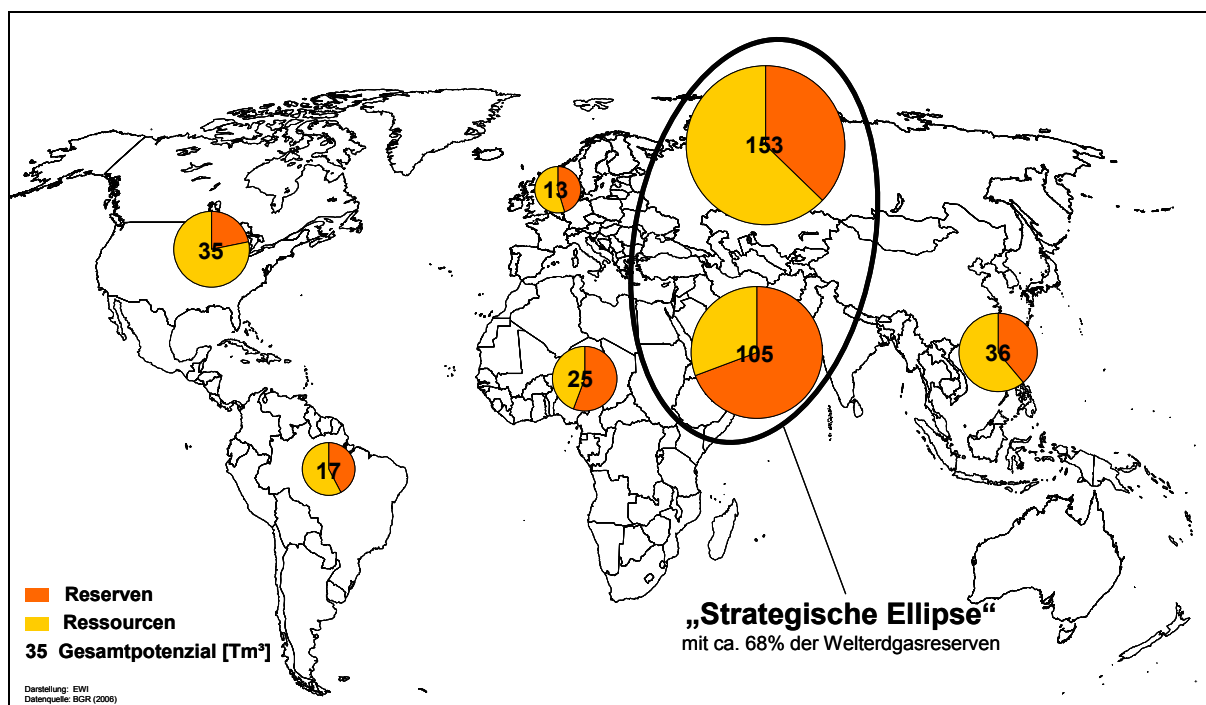 153
13
35
105
36
25
17
Reserven
Ressourcen
35 Gesamtpotenzial [Tm³]
„Strategische Ellipse“
mit ca. 68% der Welterdgasreserven
Darstellung: EWI
Datenquelle: BGR (2006)